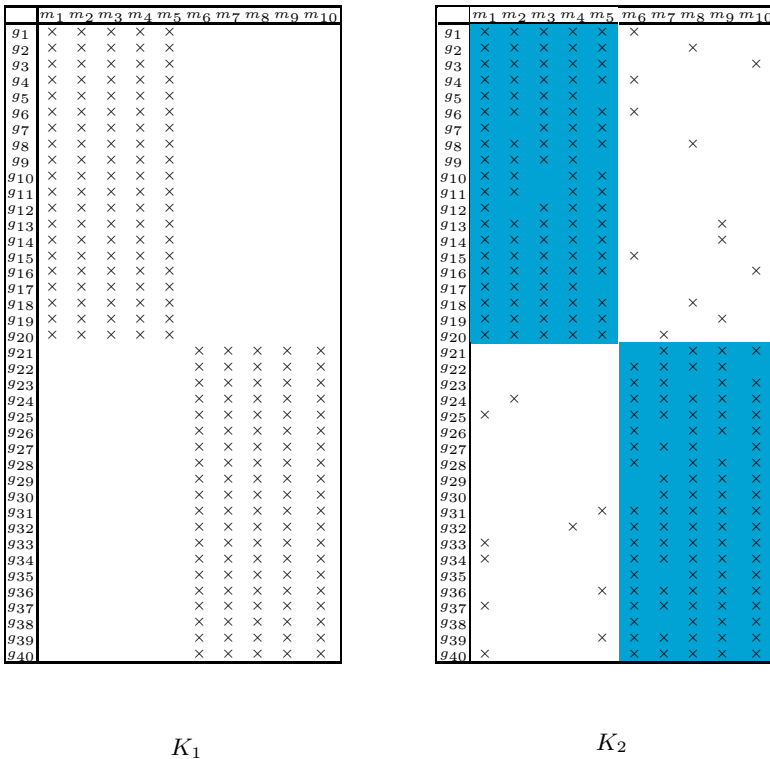 m1 m2 m3 m4 m5 m6 m7 m8 m9 m10
g1 × × × × ×
g2 × × × × ×
g3 × × × × ×
g4 × × × × ×
g5 × × × × ×
g6 × × × × ×
g7 × × × × ×
g8 × × × × ×
g9 × × × × ×
g10 × × × × ×
g11 × × × × ×
g12 × × × × ×
g13 × × × × ×
g14 × × × × ×
g15 × × × × ×
g16 × × × × ×
g17 × × × × ×
g18 × × × × ×
g19 × × × × ×
g20 × × × × ×
g21 × × × × ×
g22 × × × × ×
g23 × × × × ×
g24 × × × × ×
g25 × × × × ×
g26 × × × × ×
g27 × × × × ×
g28 × × × × ×
g29 × × × × ×
g30 × × × × ×
g31 × × × × ×
g32 × × × × ×
g33 × × × × ×
g34 × × × × ×
g35 × × × × ×
g36 × × × × ×
g37 × × × × ×
g38 × × × × ×
g39 × × × × ×
g40 × × × × ×
K1
m1 m2 m3 m4 m5 m6 m7 m8 m9 m10
g1 × × × × × ×
g2 × × × × × ×
g3 × × × × × ×
g4 × × × × × ×
g5 × × × ×
g6 × × × × × ×
g7 × × × ×
g8 × × × × × ×
g9 × × × ×
g10 × × × ×
g11 × × × ×
g12 × × × ×
g13 × × × × × ×
g14 × × × × × ×
g15 × × × × × ×
g16 × × × × × ×
g17 × × × ×
g18 × × × × × ×
g19 × × × × × ×
g20 × × × × × ×
g21 × × × ×
g22 × × × ×
g23 × × × ×
g24 × × × × × ×
g25 × × × × × ×
g26 × × × ×
g27 × × × ×
g28 × × × ×
g29 × × × ×
g30 × × × ×
g31 × × × × × ×
g32 × × × × × ×
g33 × × × × × ×
g34 × × × × × ×
g35 × × × ×
g36 × × × × × ×
g37 × × × × × ×
g38 × × × ×
g39 × × × × × ×
g40 × × × × × ×
K2